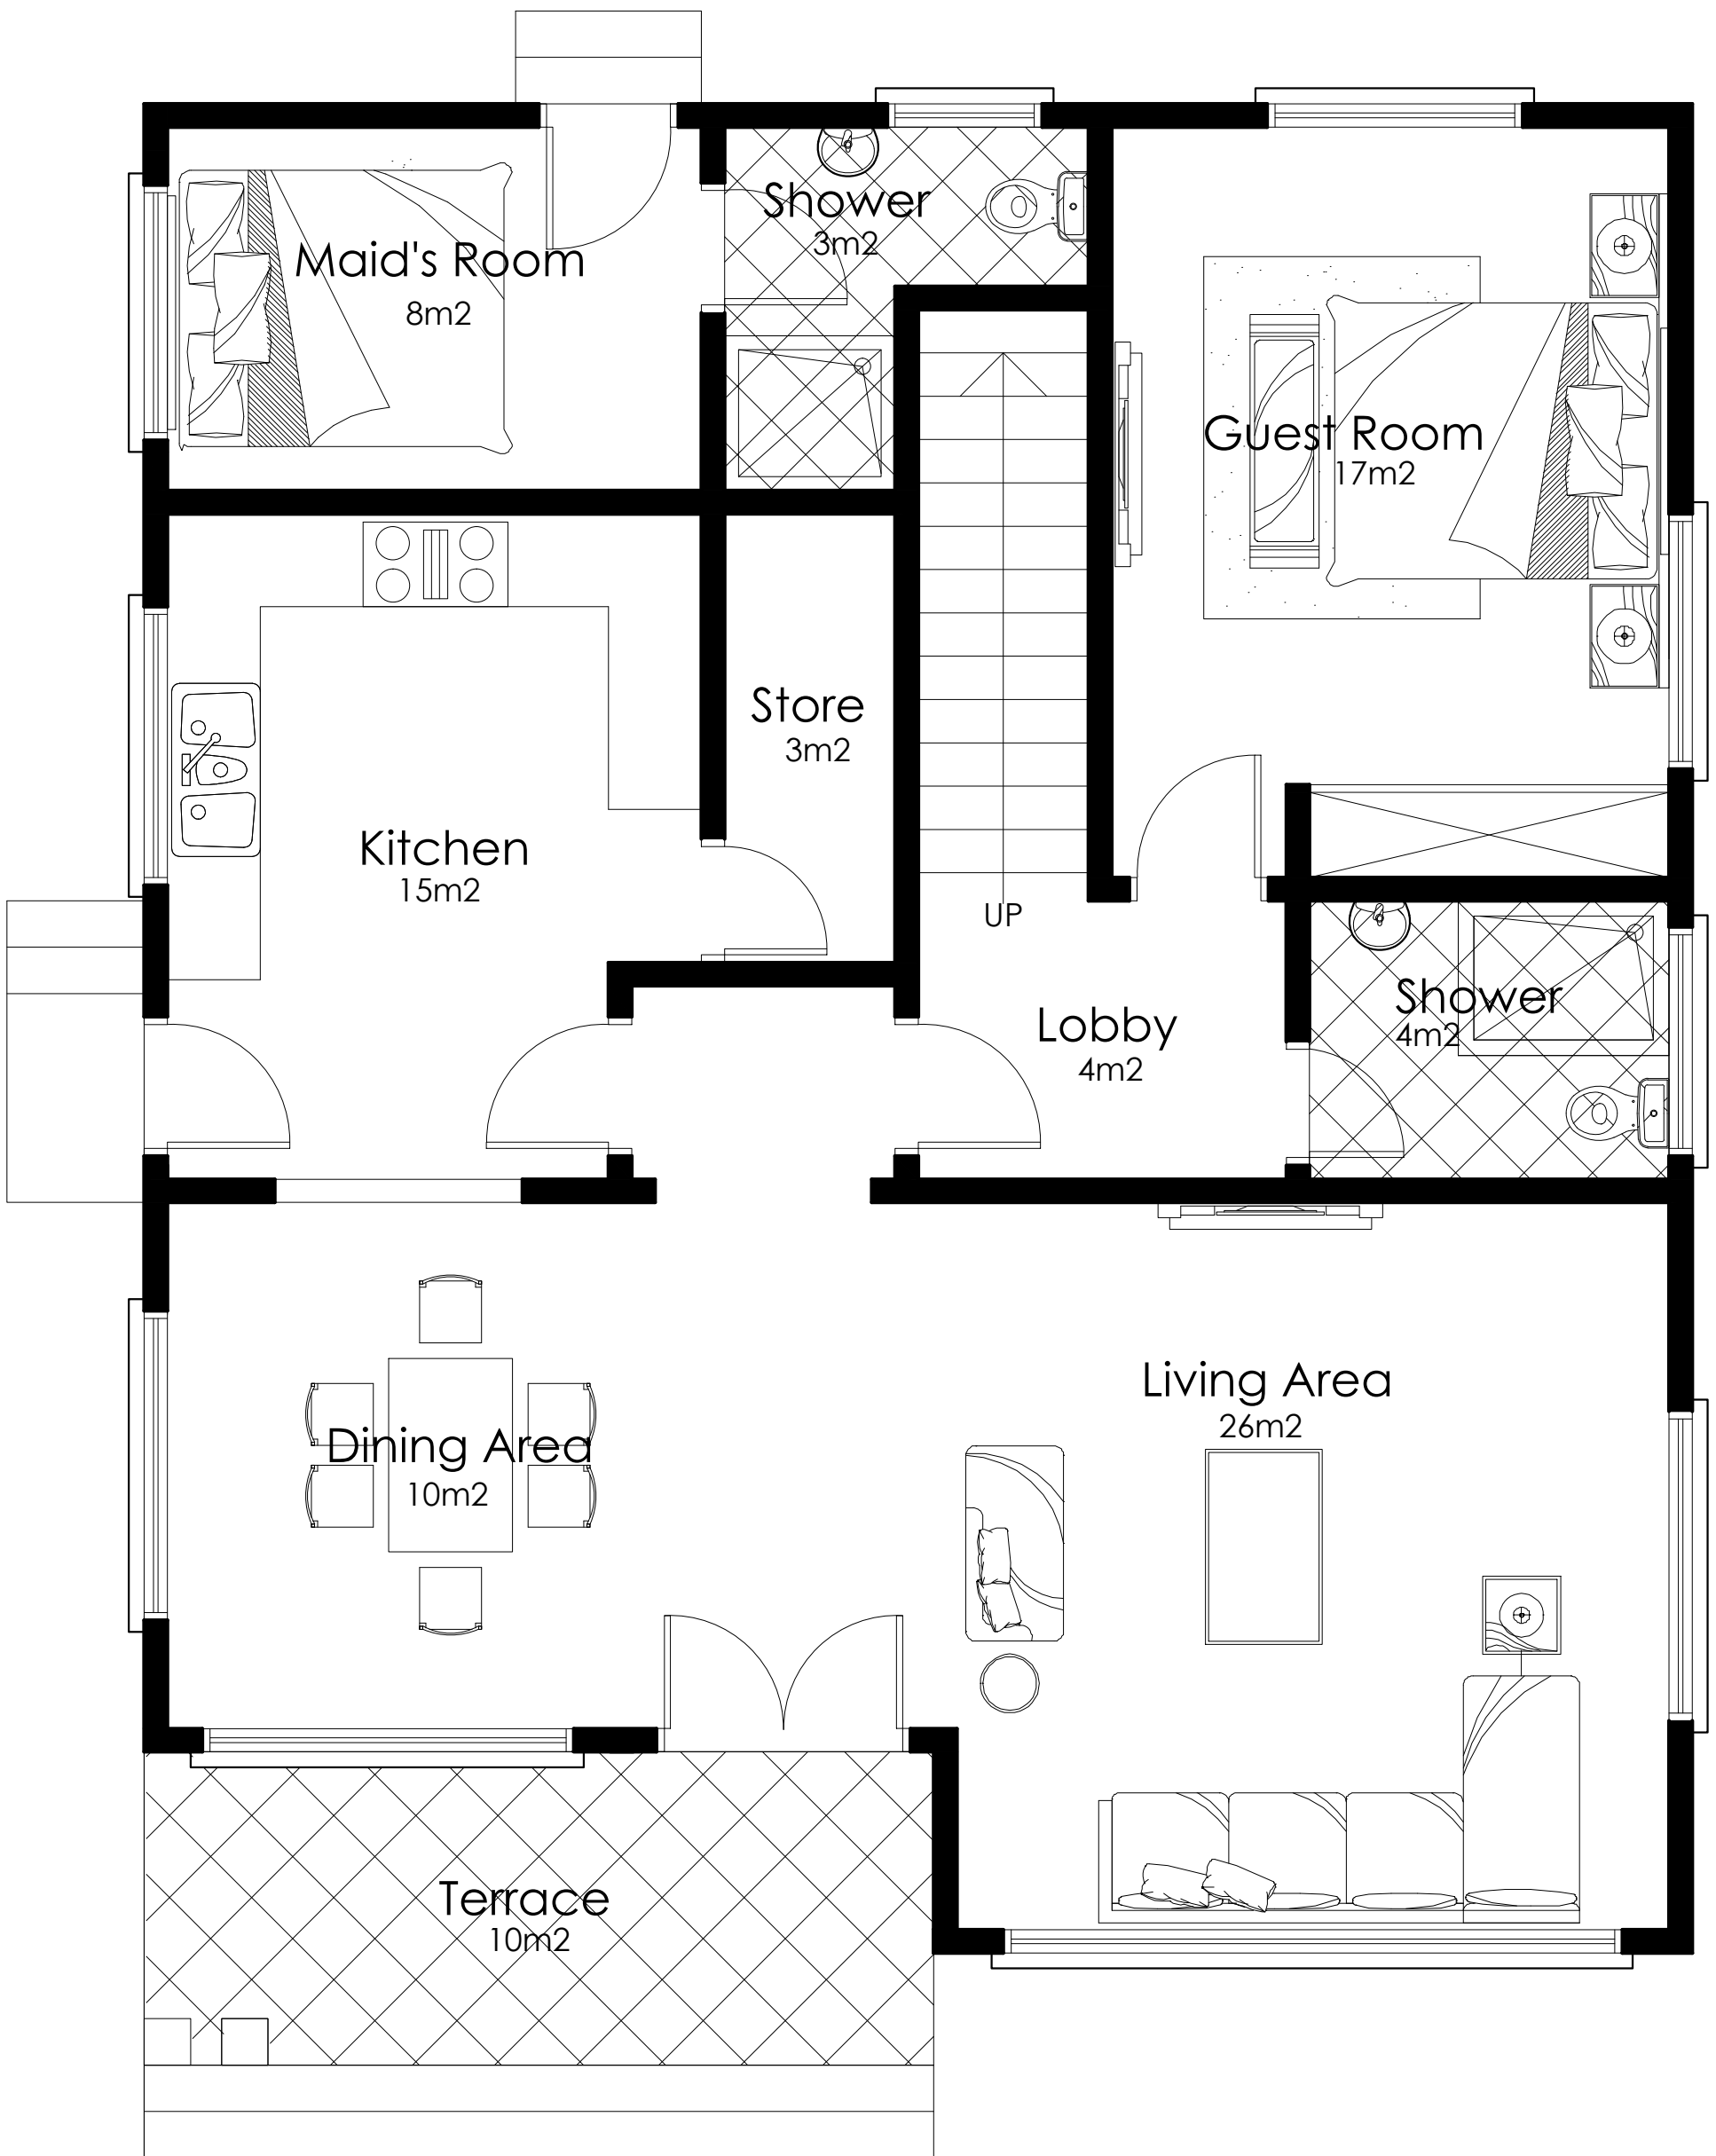 Shower
3m2
Maid's Room
8m2
Guest Room
17m2
Store
3m2
Kitchen
15m2
UP
Shower
4m2
Lobby
4m2
Living Area
26m2
Dining Area
10m2
Terrace
10m2